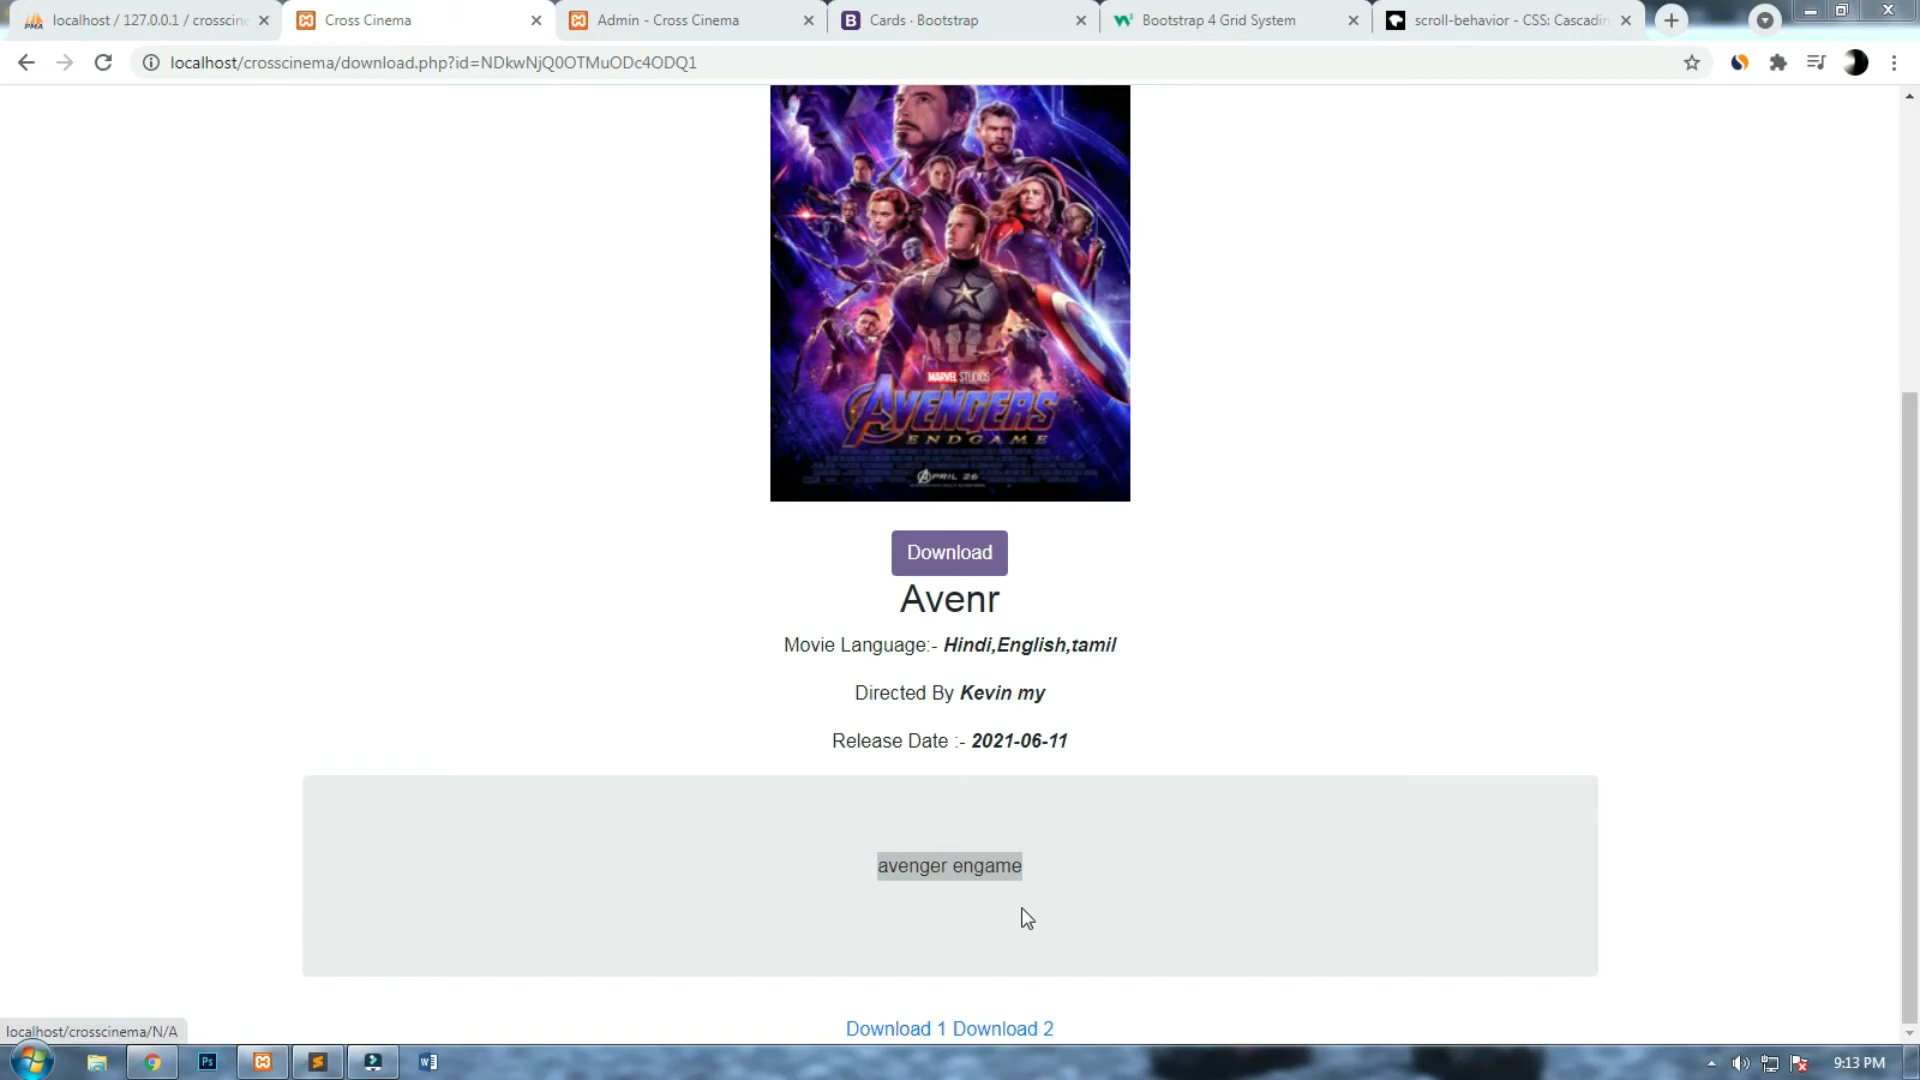 localhost / 127.0.0.1 / crosscin
Cross Cinema
Admin - Cross Cinema
Cards · Bootstrap
Bootstrap 4 Grid System
scroll-behavior - CSS: Cascadin
localhost/crosscinema/download.php?id=NDkwNjQ0OTMuODc4ODQ1
MARVEL STUDIOS
AVENGERS
ENDGAME
APRIL 26
Download
Avenr
Movie Language:- Hindi,English,tamil
Directed By Kevin my
Release Date :- 2021-06-11
avenger engame
Download 1 Download 2
localhost/crosscinema/N/A
9:13 PM